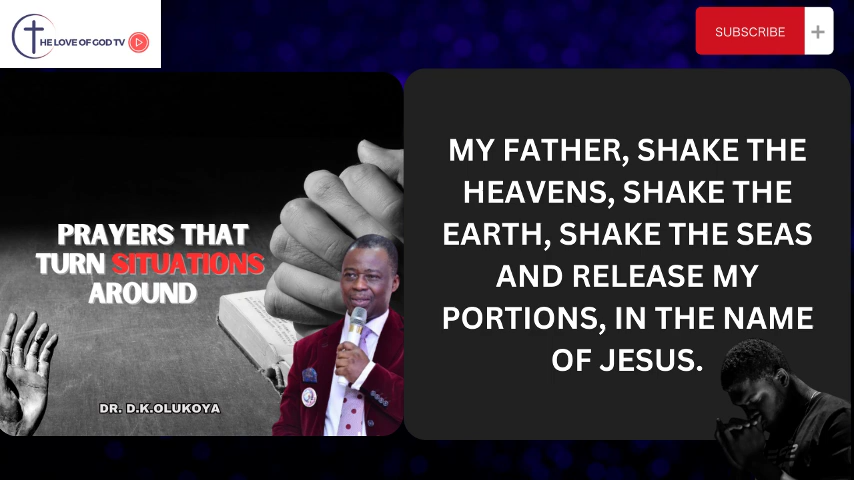 HE LOVE OF GOD TV
SUBSCRIBE
PRAYERS THAT
TURN SITUATIONS
AROUND
DR. D.K.OLUKOYA
MY FATHER, SHAKE THE
HEAVENS, SHAKE THE
EARTH, SHAKE THE SEAS
AND RELEASE MY
PORTIONS, IN THE NAME
OF JESUS.